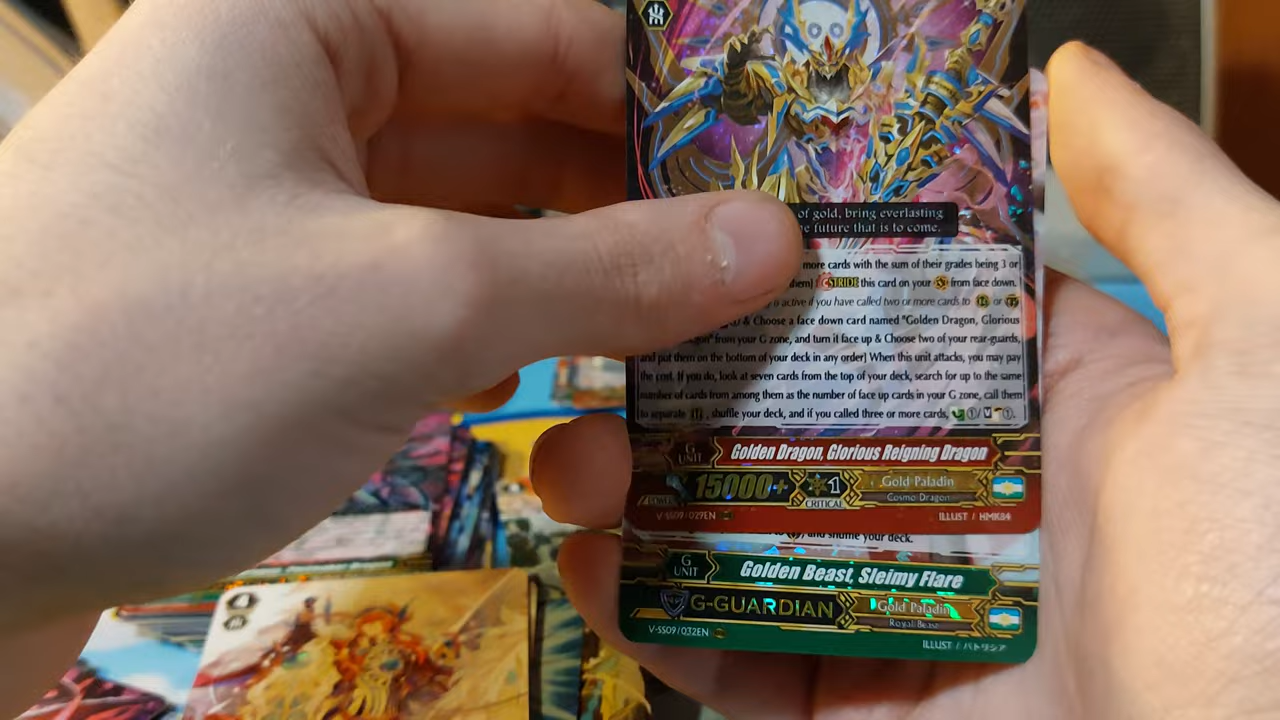 of gold, bring everlasting
e future that is to come.
more cards with the sum of their grades being 3 or
hem) STRIDE this card on your from face down.
active if you have called two or more cards to or
& Choose a face down card named "Golden Dragon, Glorious
from your G zone, and turn it face up & Choose two of your rear-guards,
and put them on the bottom of your deck in any order] When this unit attacks, you may pay
the cost. If you do, look at seven cards from the top of your deck, search for up to the same
number of cards from among them as the number of face up cards in your G zone, call them
to separate , shuffle your deck, and if you called three or more cards,
G UNIT Golden Dragon, Glorious Reigning Dragon
POWER 15000+ 1 CRITICAL Gold Paladin
Cosmo Dragon
V-SS09/029EN ILLUST / HMK84
, and shuffle your deck.
G UNIT Golden Beast, Sleimy Flare
G-GUARDIAN Gold Paladin
Royal Beast
V-SS09/032EN ILLUST / パトリシア